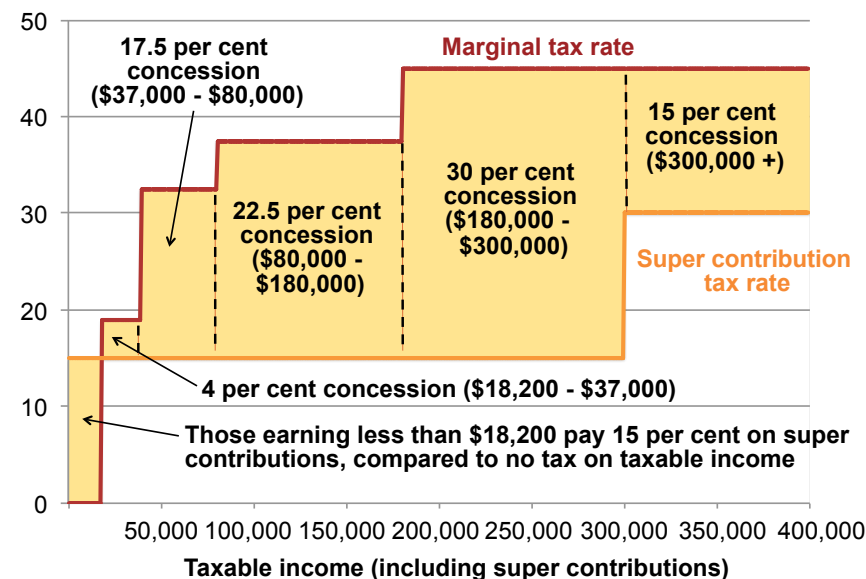 50
40
30
20
10
0
17.5 per cent
concession
($37,000 - $80,000)
Marginal tax rate
15 per cent
concession
($300,000 +)
30 per cent
concession
($180,000 -
$300,000)
22.5 per cent
concession
($80,000 -
$180,000)
Super contribution
tax rate
4 per cent concession ($18,200 - $37,000)
Those earning less than $18,200 pay 15 per cent on super
contributions, compared to no tax on taxable income
50,000 100,000 150,000 200,000 250,000 300,000 350,000 400,000
Taxable income (including super contributions)